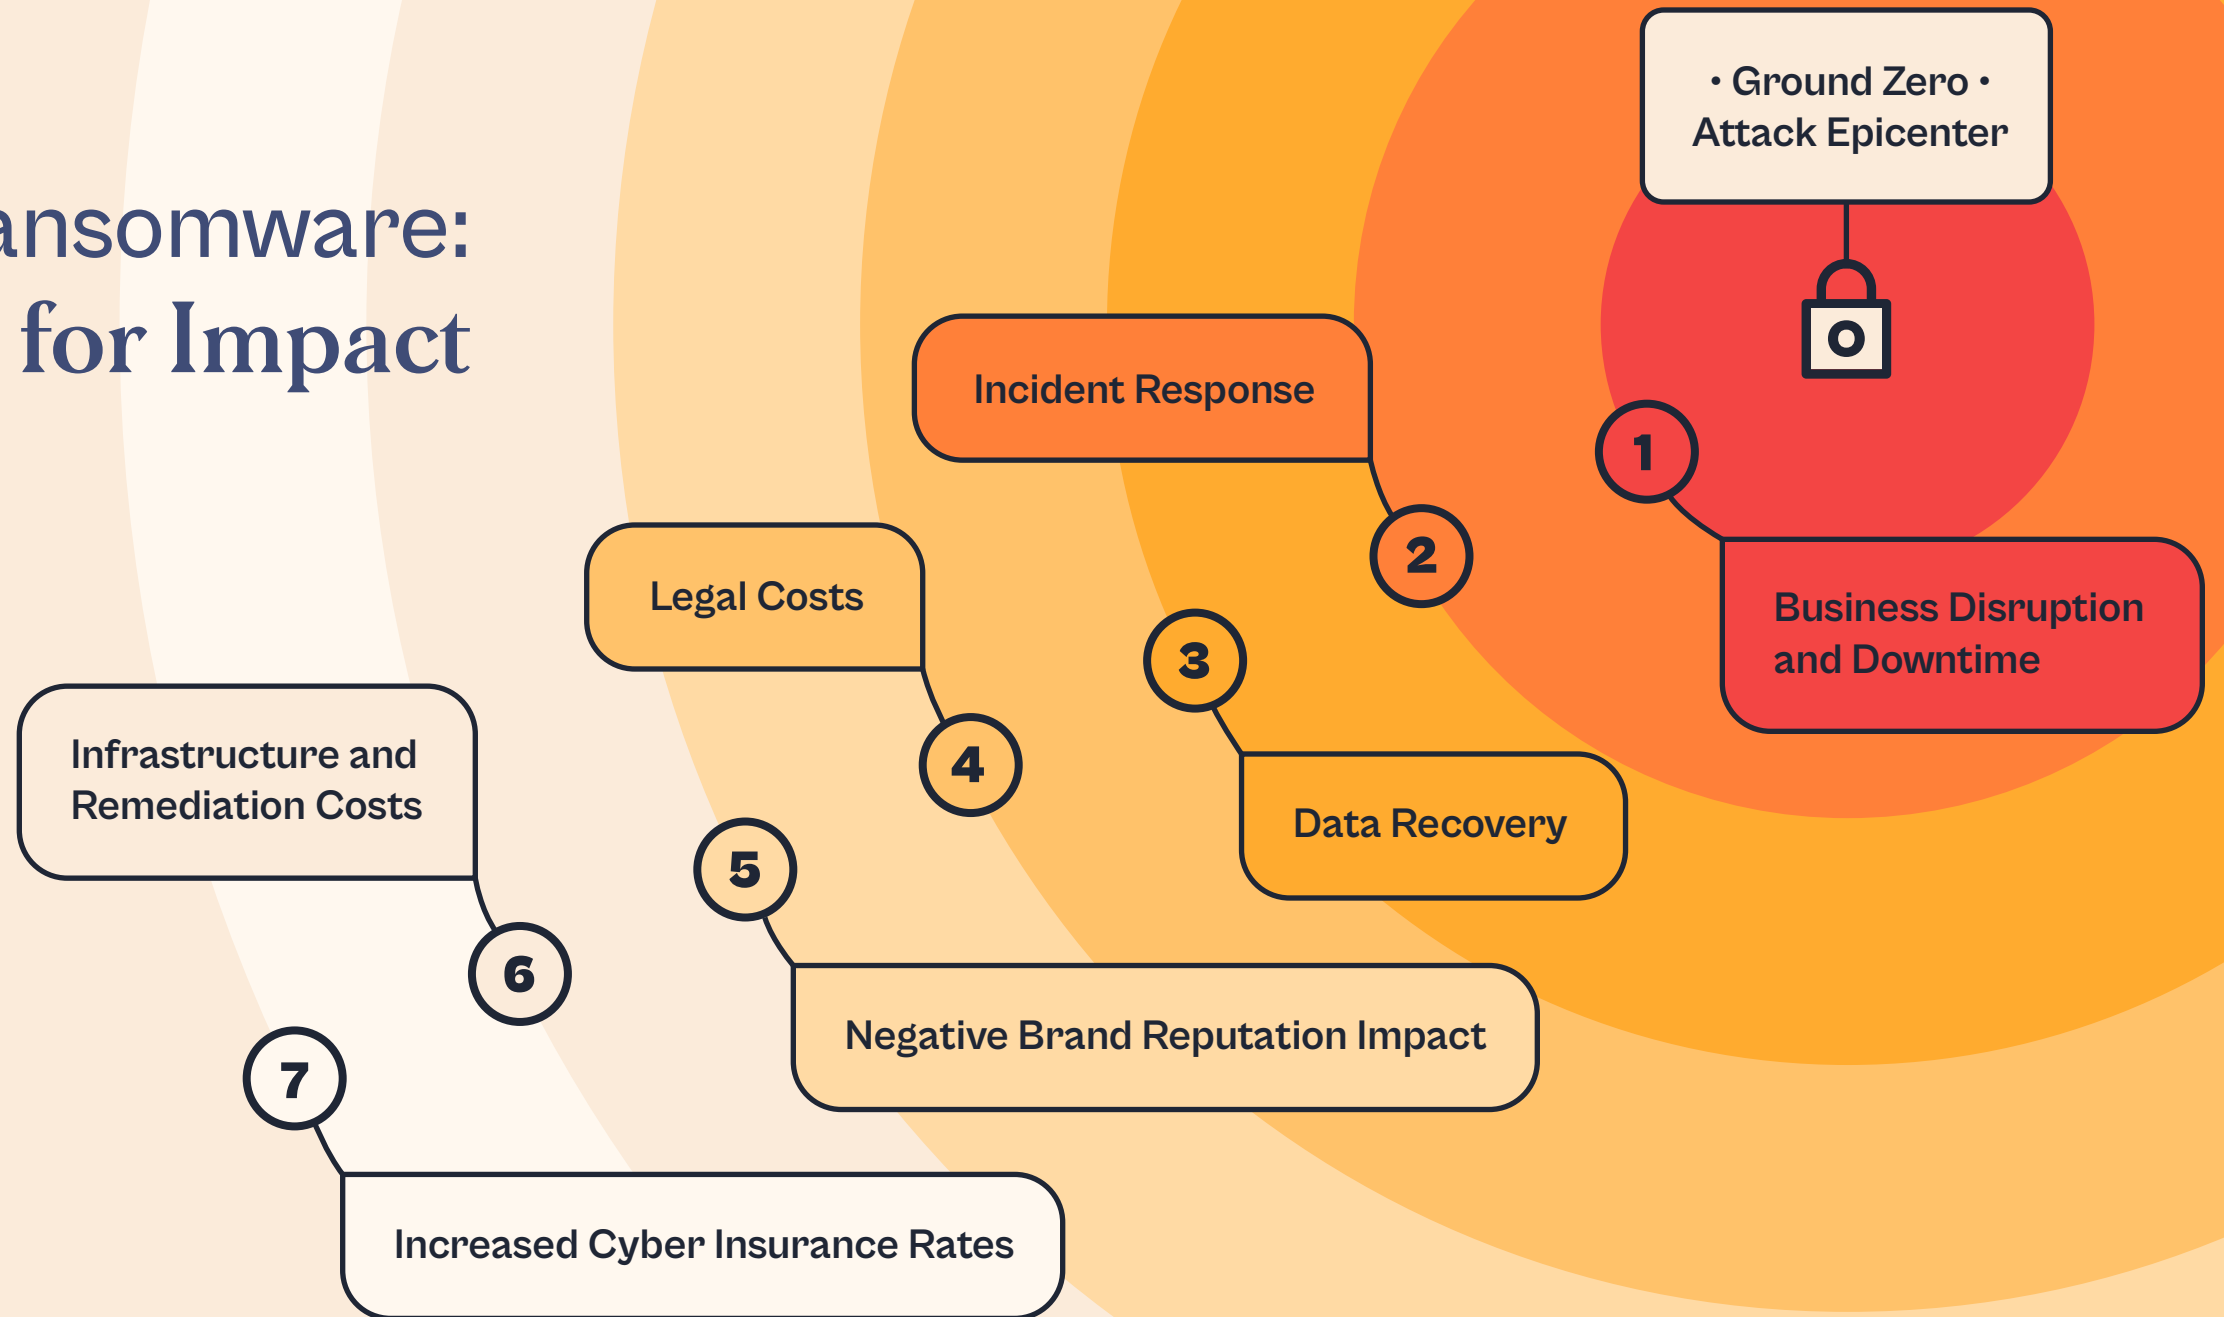 ansomware:
for Impact
• Ground Zero •
Attack Epicenter
1
Business Disruption
and Downtime
2
Incident Response
3
Data Recovery
4
Legal Costs
5
Negative Brand Reputation Impact
6
Infrastructure and
Remediation Costs
7
Increased Cyber Insurance Rates